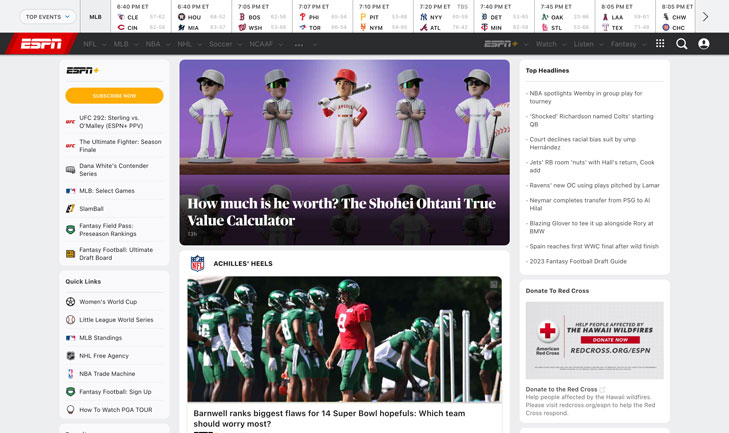 TOP EVENTS
MLB
6:40 PM ET
CLE 57-62
CIN 62-58
6:40 PM ET
HOU 68-52
MIA 63-57
7:05 PM ET
BOS 62-56
WSH 53-66
7:07 PM ET
PHI 65-54
TOR 66-54
7:10 PM ET
PIT 53-66
NYM
7:20 PM ET TBS
NYY 60-59
ATL 76-42
7:40 PM ET
DET 53-65
MIN 62-58
7:45 PM ET
OAK
STL 53-66
8:05 PM ET
LAA 59-61
TEX 71-48
8:05 PM ET
CHW
CHC
ESPN
NFL
MLB
NBA
NHL
Soccer
NCAAF
...
ESPN+
Watch
Listen
Fantasy
ESPN+
SUBSCRIBE NOW
UFC 292: Sterling vs.
O'Malley (ESPN+ PPV)
The Ultimate Fighter: Season
Finale
Dana White's Contender
Series
MLB: Select Games
SlamBall
Fantasy Field Pass:
Preseason Rankings
Fantasy Football: Ultimate
Draft Board
Quick Links
Women's World Cup
Little League World Series
MLB Standings
NHL Free Agency
NBA Trade Machine
Fantasy Football: Sign Up
How To Watch PGA TOUR
How much is he worth? The Shohei Ohtani True
Value Calculator
13h
ACHILLES' HEELS
Barnwell ranks biggest flaws for 14 Super Bowl hopefuls: Which team
should worry most?
Top Headlines
- NBA spotlights Wemby in group play for
tourney
- 'Shocked' Richardson named Colts' starting
QB
- Court declines racial bias suit by ump
Hernández
- Jets' RB room 'nuts' with Hall's return, Cook
add
- Ravens' new OC using plays pitched by Lamar
- Neymar completes transfer from PSG to Al
Hilal
- Blazing Glover to tee it up alongside Rory at
BMW
- Spain reaches first WWC final after wild finish
- 2023 Fantasy Football Draft Guide
Donate To Red Cross
American
Red Cross
HELP PEOPLE AFFECTED BY
THE HAWAII WILDFIRES
DONATE NOW
REDCROSS.ORG/ESPN
Donate to the Red Cross
Help people affected by the Hawaii wildfires.
Please visit redcross.org/espn to help the Red
Cross respond.